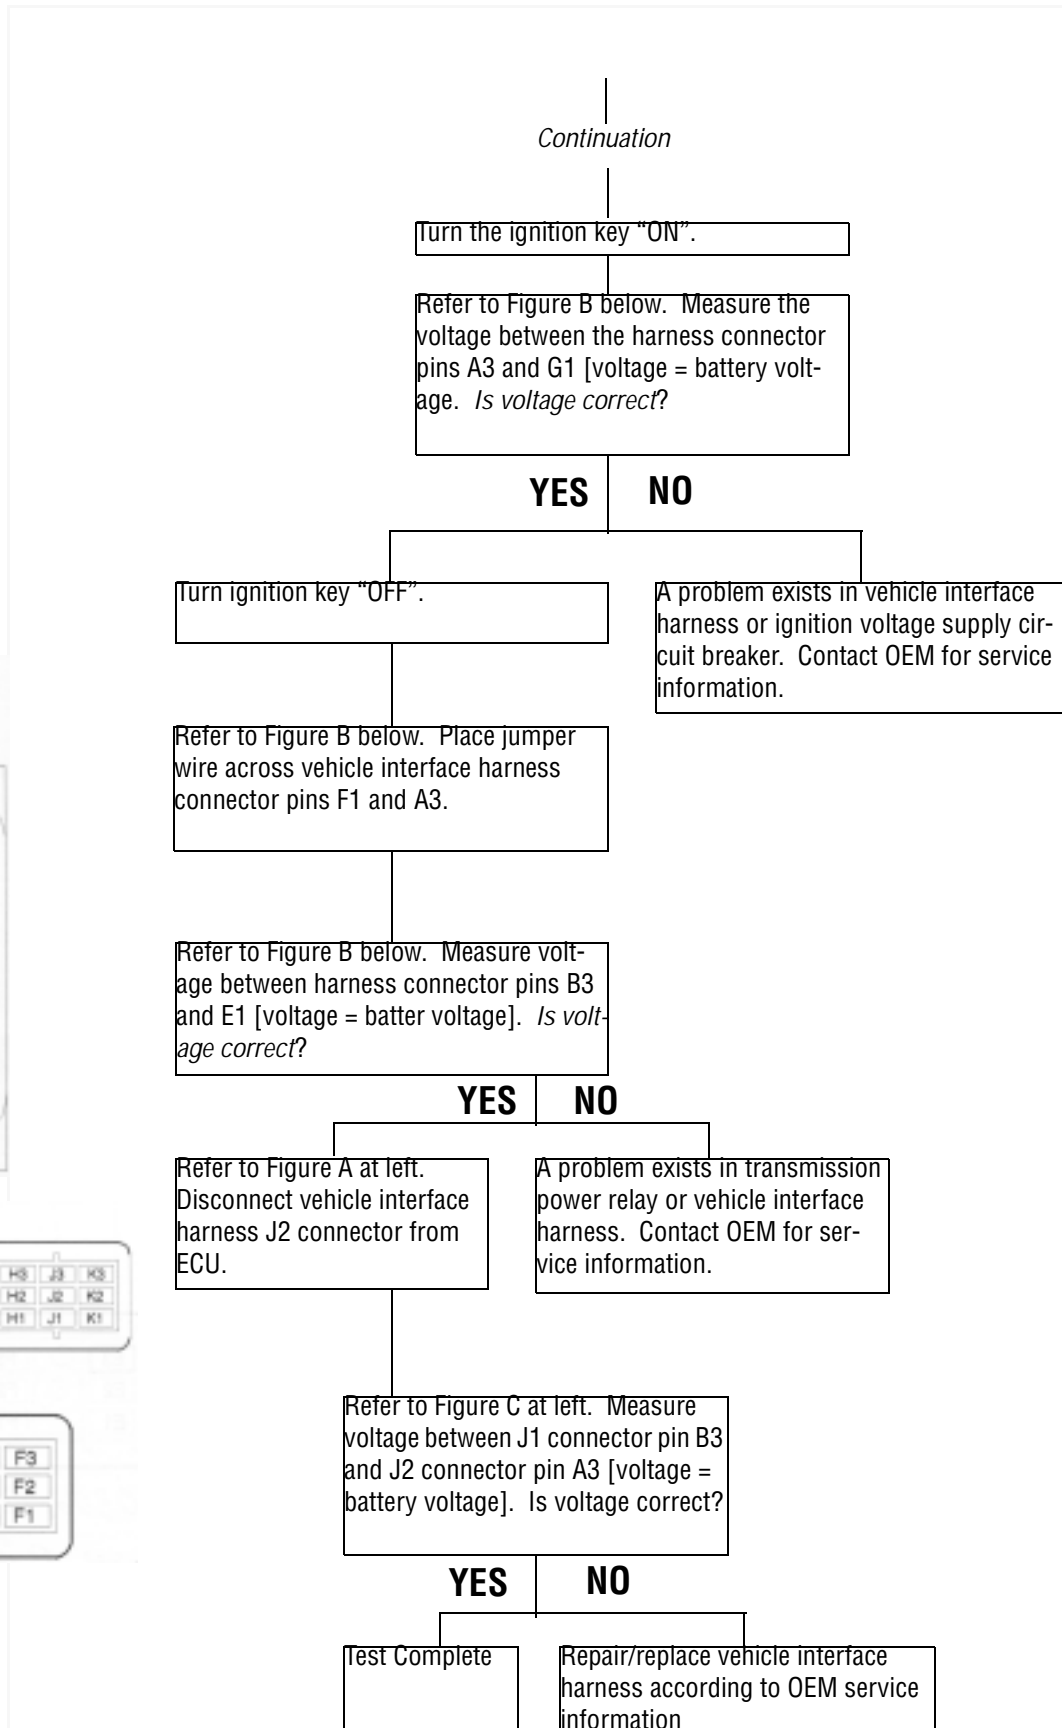 Continuation
Turn the ignition key “ON”.
Refer to Figure B below.  Measure the
voltage between the harness connector
pins A3 and G1 [voltage = battery volt-
age.  Is voltage correct?
YES
NO
Turn ignition key “OFF”.
A problem exists in vehicle interface
harness or ignition voltage supply cir-
cuit breaker.  Contact OEM for service
information.
Refer to Figure B below.  Place jumper
wire across vehicle interface harness
connector pins F1 and A3.
Refer to Figure B below.  Measure volt-
age between harness connector pins B3
and E1 [voltage = batter voltage].  Is volt-
age correct?
YES
NO
Refer to Figure A at left.
Disconnect vehicle interface
harness J2 connector from
ECU.
A problem exists in transmission
power relay or vehicle interface
harness.  Contact OEM for ser-
vice information.
H3 J3 K3
H2 J2 K2
H1 J1 K1
Refer to Figure C at left.  Measure
voltage between J1 connector pin B3
and J2 connector pin A3 [voltage =
battery voltage].  Is voltage correct?
F3
F2
F1
YES
NO
Test Complete
Repair/replace vehicle interface
harness according to OEM service
information